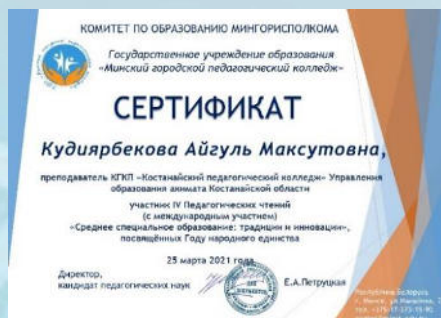 КОМИТЕТ ПО ОБРАЗОВАНИЮ МИНГОРИСПОЛКОМА
Государственное учреждение образования
«Минский городской педагогический колледж»
СЕРТИФИКАТ
Кудиярбекова Айгуль Максутовна,
преподаватель КГКП «Костанайский педагогический колледж» Управления
образования акимата Костанайской области
участник IV Педагогических чтений
(с международным участием)
«Среднее специальное образование: традиции и инновации»,
посвящённых Году народного единства
25 марта 2021 года
Директор,
кандидат педагогических наук
Е.А.Петруцкая
Республика Беларусь
г. Минск, ул.